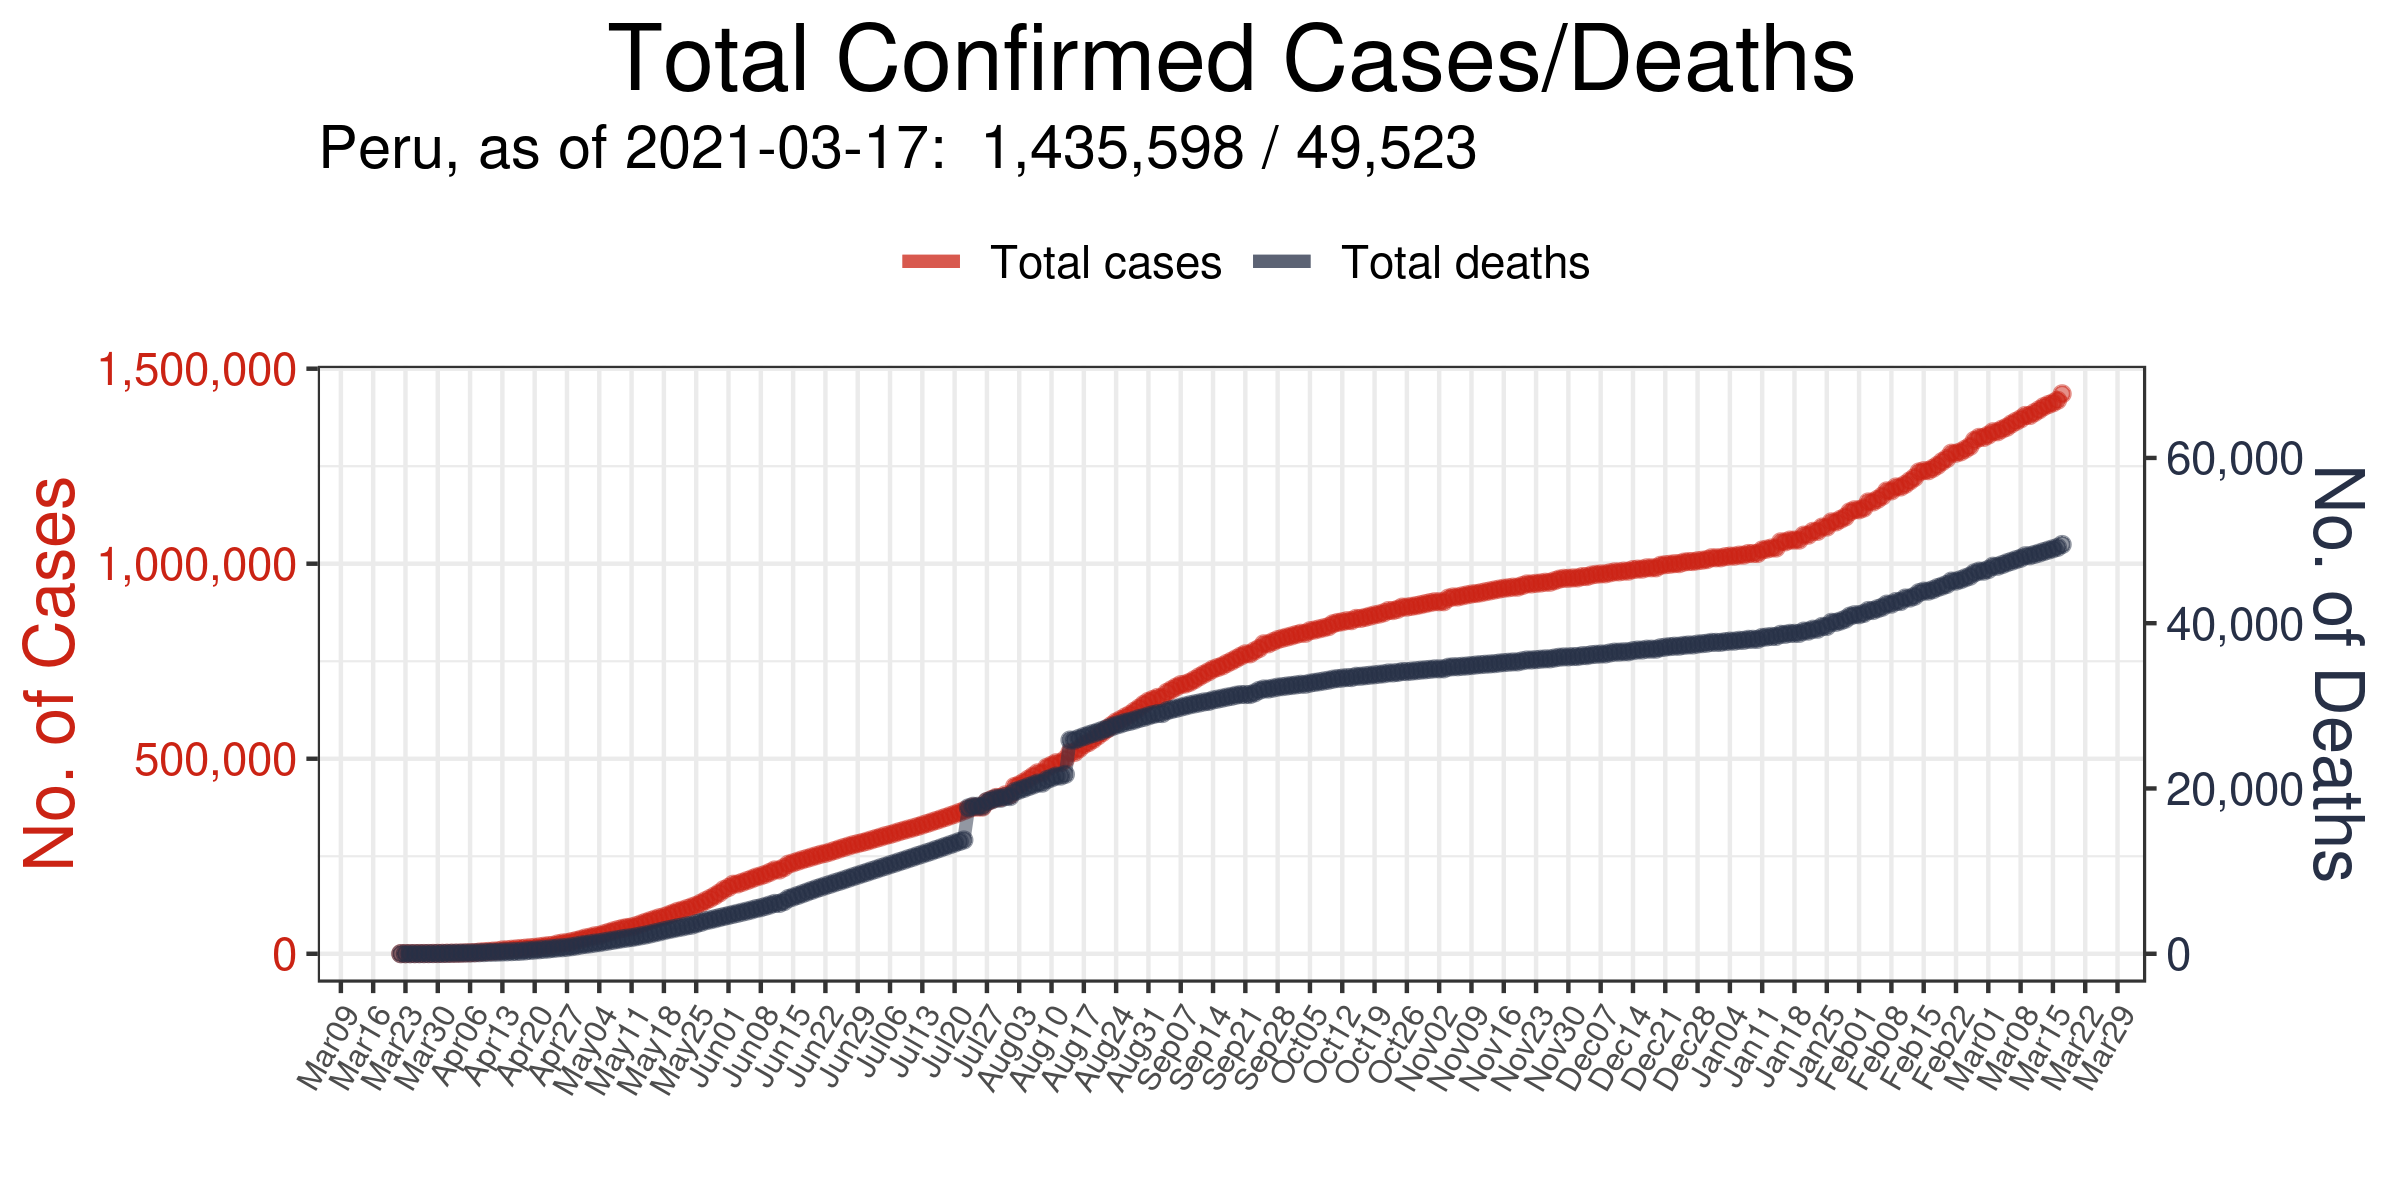 Total Confirmed Cases/Deaths
Peru, as of 2021-03-17:  1,435,598 / 49,523
Total cases
Total deaths
No. of Cases
1,500,000
1,000,000
500,000
0
60,000
40,000
20,000
0
No. of Deaths
Mar09
Mar16
Mar23
Mar30
Apr06
Apr13
Apr20
Apr27
May04
May11
May18
May25
Jun01
Jun08
Jun15
Jun22
Jun29
Jul06
Jul13
Jul20
Jul27
Aug03
Aug10
Aug17
Aug24
Aug31
Sep07
Sep14
Sep21
Sep28
Oct05
Oct12
Oct19
Oct26
Nov02
Nov09
Nov16
Nov23
Nov30
Dec07
Dec14
Dec21
Dec28
Jan04
Jan11
Jan18
Jan25
Feb01
Feb08
Feb15
Feb22
Mar01
Mar08
Mar15
Mar22
Mar29